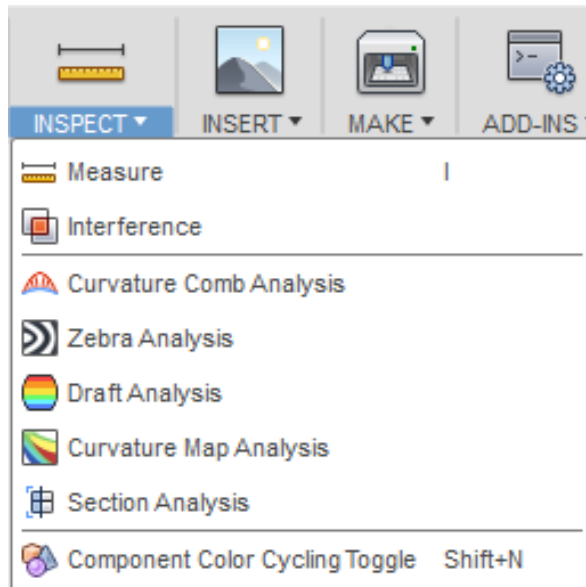 INSPECT INSERT MAKE ADD-INS
Measure I
Interference
Curvature Comb Analysis
Zebra Analysis
Draft Analysis
Curvature Map Analysis
Section Analysis
Component Color Cycling Toggle Shift+N